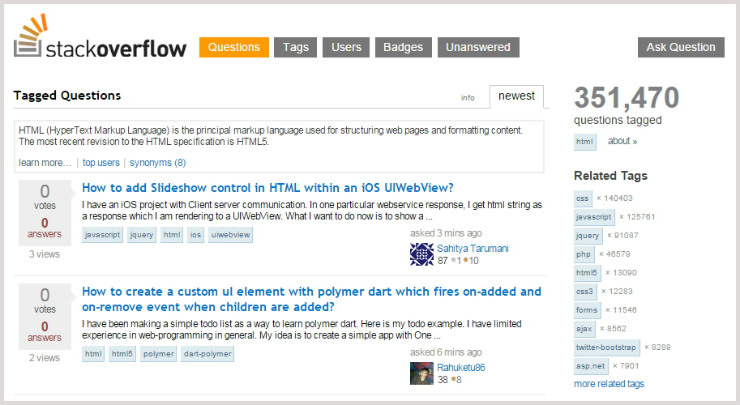 stackoverflow
Questions
Tags
Users
Badges
Unanswered
Ask Question
Tagged Questions
info
newest
HTML (HyperText Markup Language) is the principal markup language used for structuring web pages and formatting content.
The most recent revision to the HTML specification is HTML5.
learn more... | top users | synonyms (8)
0
votes
0
answers
3 views
How to add Slideshow control in HTML within an iOS UIWebView?
I have an iOS project with Client server communication. In one particular webservice response, I get html string as
a response which I am rendering to a UIWebView. What I want to do now is to show a ...
javascript jquery html ios uiwebview
asked 3 mins ago
Sahitya Tarumani
87 ●1 ●10
0
votes
0
answers
2 views
How to create a custom ul element with polymer dart which fires on-added and
on-remove event when children are added?
I have been making a simple todo list as a way to learn polymer dart. Here is my todo example. I have limited
experience in web-programming in general. My idea is to create a simple app with One ...
html html5 polymer dart-polymer
asked 6 mins ago
Rahuketu86
38 ●8
351,470
questions tagged
html about »
Related Tags
css × 140403
javascript × 125761
jquery × 91087
php × 46579
html5 × 13090
css3 × 12283
forms × 11546
ajax × 8562
twitter-bootstrap × 8289
asp.net × 7901
more related tags